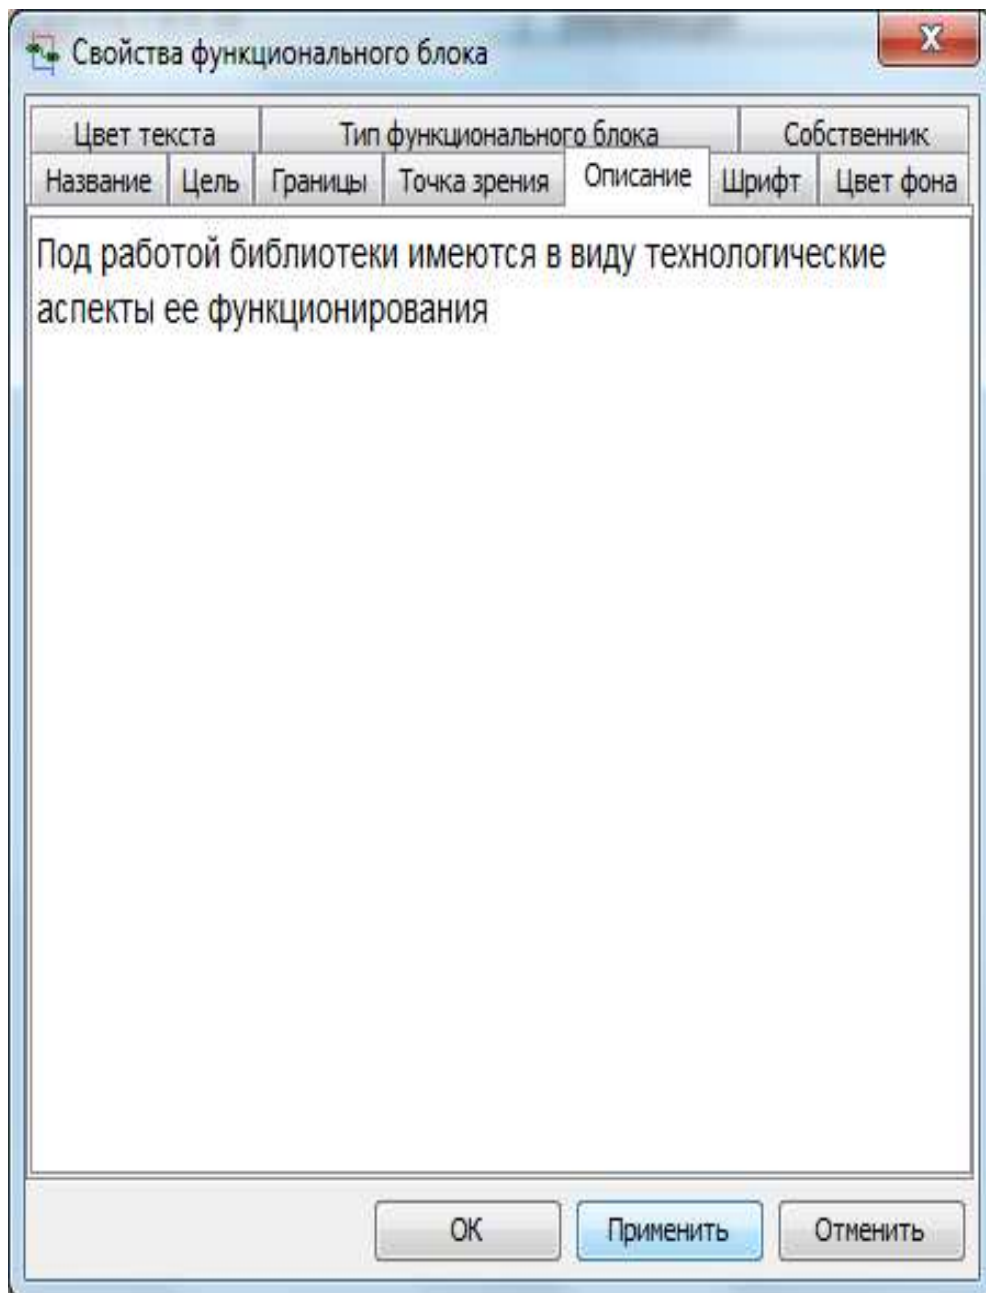 Свойства функционального блока
X
Цвет текста Тип функционального блока Собственник
Название Цель Границы Точка зрения Описание Шрифт Цвет фона
Под работой библиотеки имеются в виду технологические
аспекты ее функционирования
OK Применить Отменить